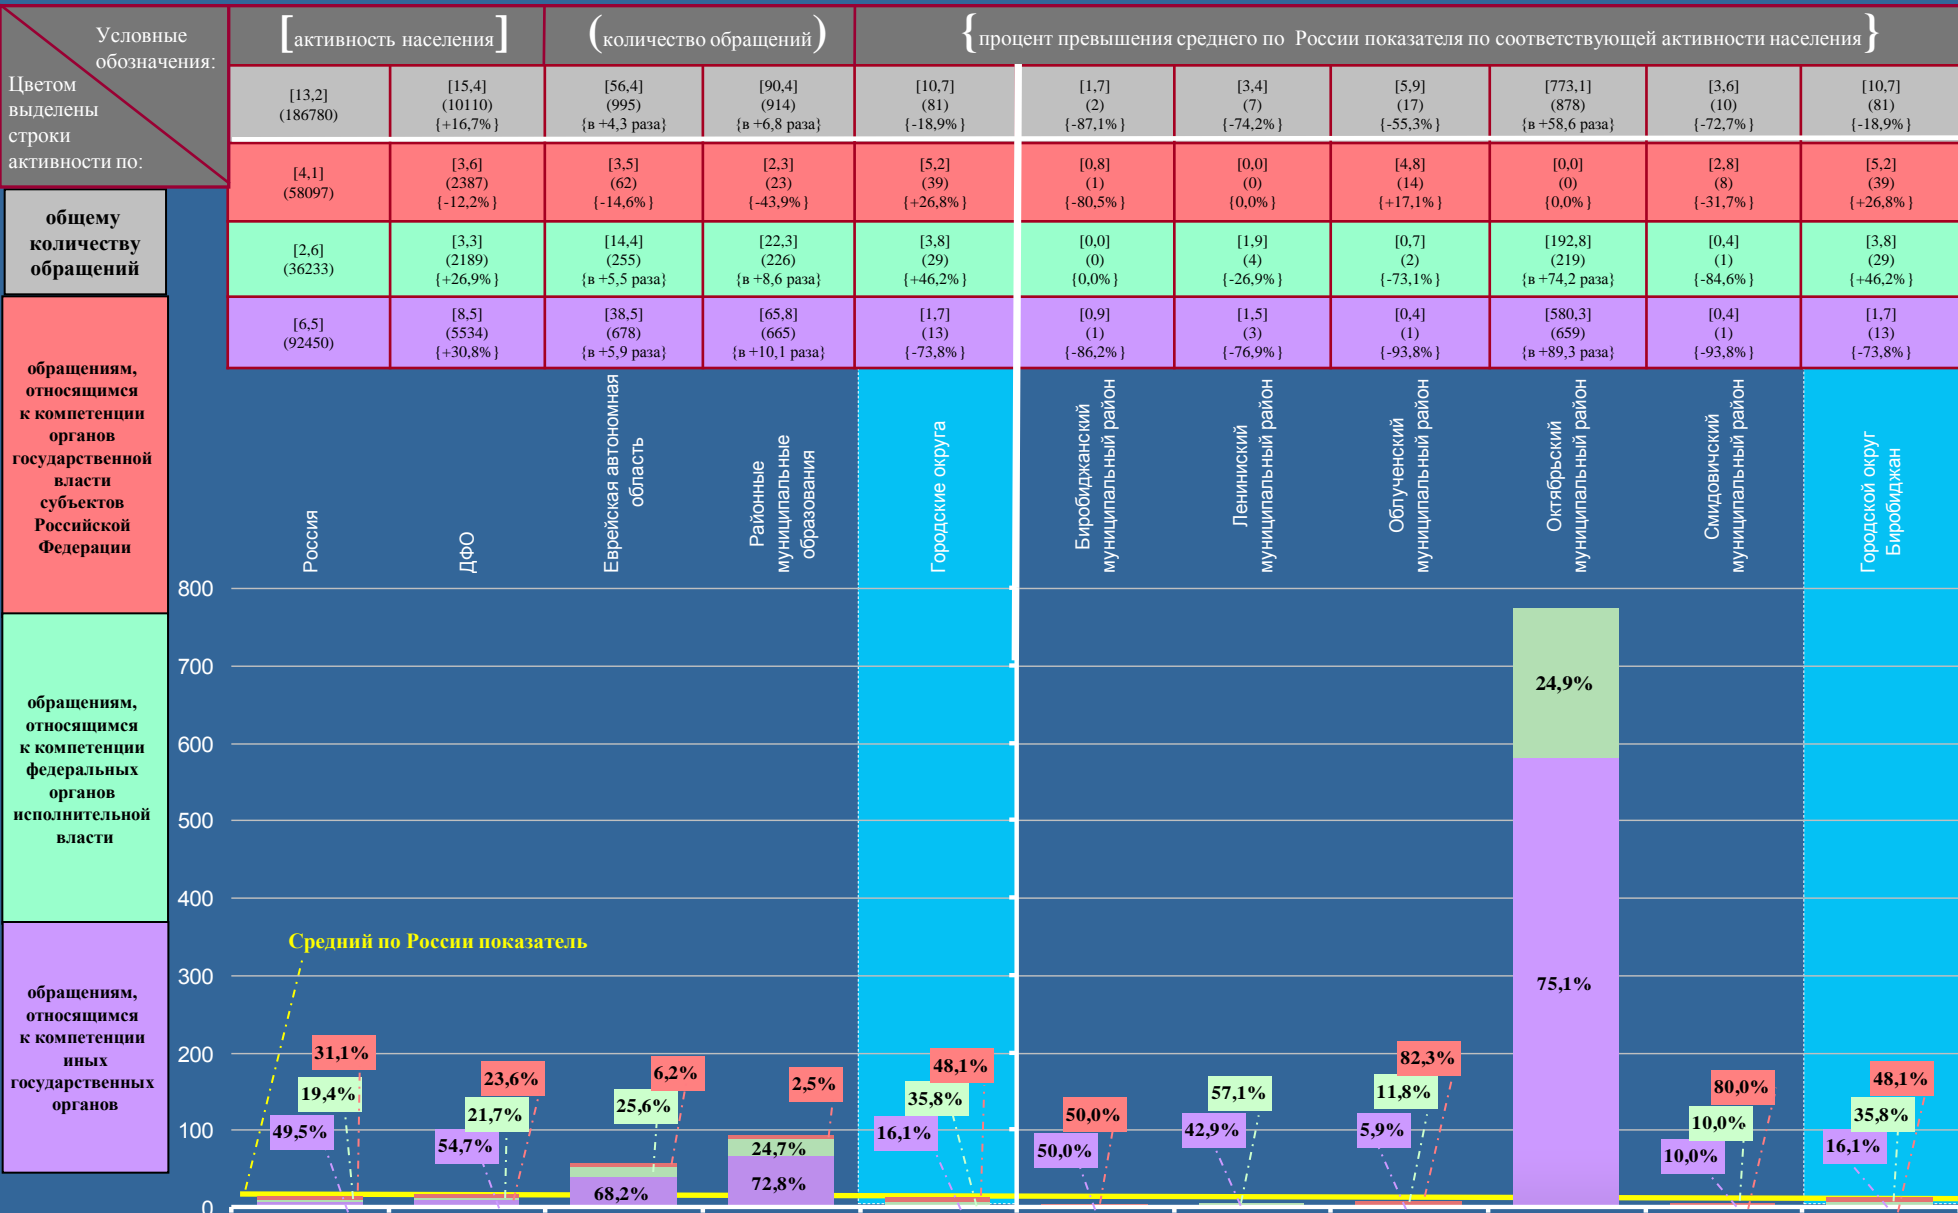 Условные
обозначения:
Цветом
выделены
строки
активности по:
[активность населения]
(количество обращений)
{процент превышения среднего по России показателя по соответствующей активности населения}
[13,2]
(186780)
[15,4]
(10110)
{+16,7%}
[56,4]
(995)
{в +4,3 раза}
[90,4]
(914)
{в +6,8 раза}
[10,7]
(81)
{-18,9%}
[1,7]
(2)
{-87,1%}
[3,4]
(7)
{-74,2%}
[5,9]
(17)
{-55,3%}
[773,1]
(878)
{в +58,6 раза}
[3,6]
(10)
{-72,7%}
[10,7]
(81)
{-18,9%}
[4,1]
(58097)
[3,6]
(2387)
{-12,2%}
[3,5]
(62)
{-14,6%}
[2,3]
(23)
{-43,9%}
[5,2]
(39)
{+26,8%}
[0,8]
(1)
{-80,5%}
[0,0]
(0)
{0,0%}
[4,8]
(14)
{+17,1%}
[0,0]
(0)
{0,0%}
[2,8]
(8)
{-31,7%}
[5,2]
(39)
{+26,8%}
[2,6]
(36233)
[3,3]
(2189)
{+26,9%}
[14,4]
(255)
{в +5,5 раза}
[22,3]
(226)
{в +8,6 раза}
[3,8]
(29)
{+46,2%}
[0,0]
(0)
{0,0%}
[1,9]
(4)
{-26,9%}
[0,7]
(2)
{-73,1%}
[192,8]
(219)
{в +74,2 раза}
[0,4]
(1)
{-84,6%}
[3,8]
(29)
{+46,2%}
[6,5]
(92450)
[8,5]
(5534)
{+30,8%}
[38,5]
(678)
{в +5,9 раза}
[65,8]
(665)
{в +10,1 раза}
[1,7]
(13)
{-73,8%}
[0,9]
(1)
{-86,2%}
[1,5]
(3)
{-76,9%}
[0,4]
(1)
{-93,8%}
[580,3]
(659)
{в +89,3 раза}
[0,4]
(1)
{-93,8%}
[1,7]
(13)
{-73,8%}
общему
количеству
обращений
обращениям,
относящимся
к компетенции
органов
государственной
власти
субъектов
Российской
Федерации
обращениям,
относящимся
к компетенции
федеральных
органов
исполнительной
власти
обращениям,
относящимся
к компетенции
иных
государственных
органов
Россия
ДФО
Еврейская автономная
область
Районные
муниципальные
образования
Городские округа
Биробиджанский
муниципальный район
Лениниский
муниципальный район
Облученский
муниципальный район
Октябрьский
муниципальный район
Смидовичский
муниципальный район
Городской округ
Биробиджан
800
700
600
500
400
300
200
100
0
Средний по России показатель
31,1%
19,4%
49,5%
23,6%
21,7%
54,7%
6,2%
25,6%
68,2%
2,5%
24,7%
72,8%
48,1%
35,8%
16,1%
50,0%
50,0%
57,1%
42,9%
82,3%
11,8%
5,9%
24,9%
75,1%
80,0%
10,0%
10,0%
48,1%
35,8%
16,1%